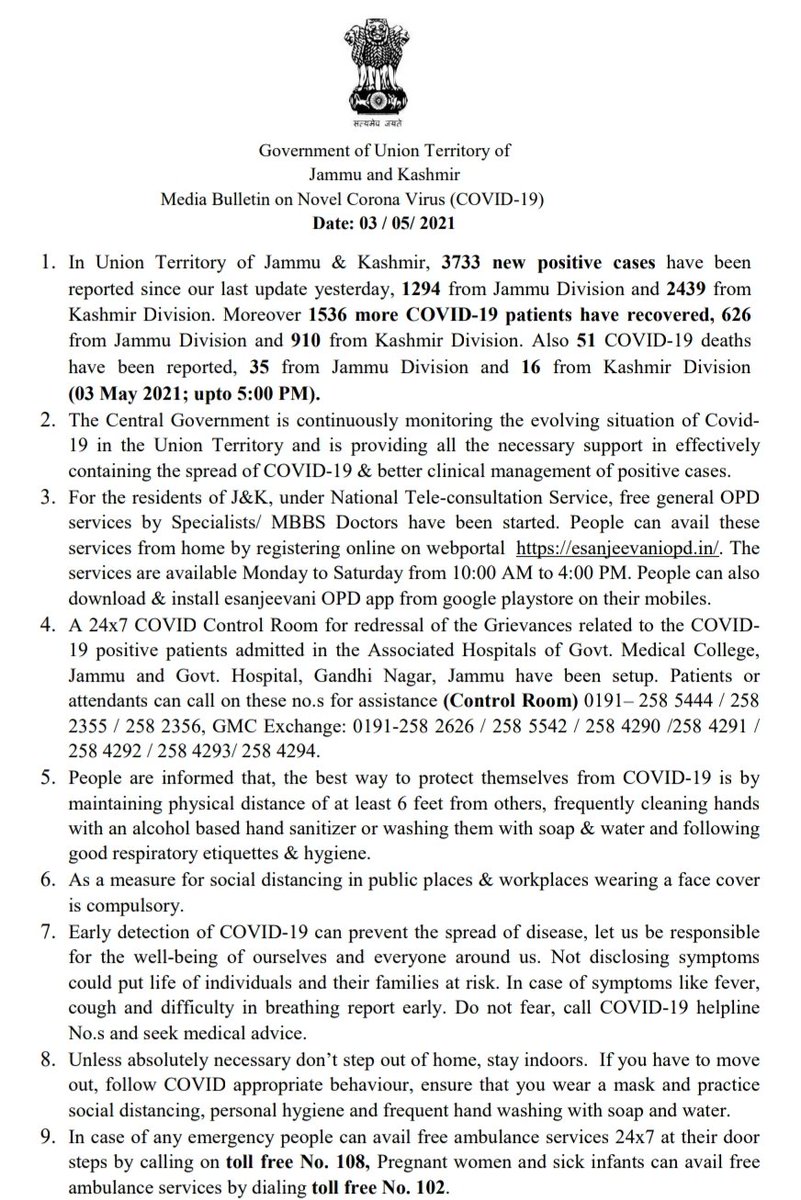 सत्यमेव जयते
Government of Union Territory of
Jammu and Kashmir
Media Bulletin on Novel Corona Virus (COVID-19)
Date: 03 / 05/ 2021
1. In Union Territory of Jammu & Kashmir, 3733 new positive cases have been
reported since our last update yesterday, 1294 from Jammu Division and 2439 from
Kashmir Division. Moreover 1536 more COVID-19 patients have recovered, 626
from Jammu Division and 910 from Kashmir Division. Also 51 COVID-19 deaths
have been reported, 35 from Jammu Division and 16 from Kashmir Division
(03 May 2021; upto 5:00 PM).
2. The Central Government is continuously monitoring the evolving situation of Covid-
19 in the Union Territory and is providing all the necessary support in effectively
containing the spread of COVID-19 & better clinical management of positive cases.
3. For the residents of J&K, under National Tele-consultation Service, free general OPD
services by Specialists/ MBBS Doctors have been started. People can avail these
services from home by registering online on webportal https://esanjeevaniopd.in/. The
services are available Monday to Saturday from 10:00 AM to 4:00 PM. People can also
download & install esanjeevani OPD app from google playstore on their mobiles.
4. A 24x7 COVID Control Room for redressal of the Grievances related to the COVID-
19 positive patients admitted in the Associated Hospitals of Govt. Medical College,
Jammu and Govt. Hospital, Gandhi Nagar, Jammu have been setup. Patients or
attendants can call on these no.s for assistance (Control Room) 0191– 258 5444 / 258
2355 / 258 2356, GMC Exchange: 0191-258 2626 / 258 5542 / 258 4290 /258 4291 /
258 4292 / 258 4293/ 258 4294.
5. People are informed that, the best way to protect themselves from COVID-19 is by
maintaining physical distance of at least 6 feet from others, frequently cleaning hands
with an alcohol based hand sanitizer or washing them with soap & water and following
good respiratory etiquettes & hygiene.
6. As a measure for social distancing in public places & workplaces wearing a face cover
is compulsory.
7. Early detection of COVID-19 can prevent the spread of disease, let us be responsible
for the well-being of ourselves and everyone around us. Not disclosing symptoms
could put life of individuals and their families at risk. In case of symptoms like fever,
cough and difficulty in breathing report early. Do not fear, call COVID-19 helpline
No.s and seek medical advice.
8. Unless absolutely necessary don’t step out of home, stay indoors. If you have to move
out, follow COVID appropriate behaviour, ensure that you wear a mask and practice
social distancing, personal hygiene and frequent hand washing with soap and water.
9. In case of any emergency people can avail free ambulance services 24x7 at their door
steps by calling on toll free No. 108, Pregnant women and sick infants can avail free
ambulance services by dialing toll free No. 102.